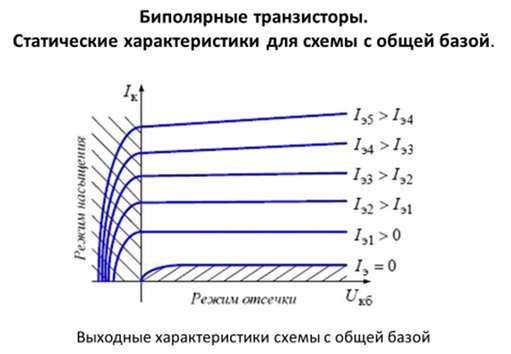 Биполярные транзисторы.
Статические характеристики для схемы с общей базой.
Iк
Iэ5 > Iэ4
Iэ4 > Iэ3
Iэ3 > Iэ2
Iэ2 > Iэ1
Iэ1 > 0
Iэ = 0
Режим насыщения
Режим отсечки
Uкб
Выходные характеристики схемы с общей базой